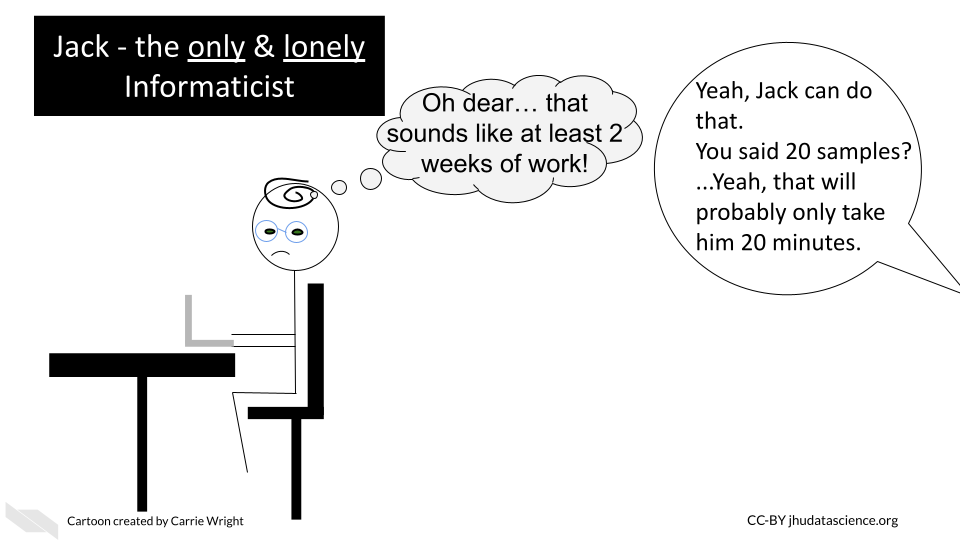 Jack - the only & lonely
Informaticist
Oh dear… that
sounds like at least 2
weeks of work!
Yeah, Jack can do
that.
You said 20 samples?
...Yeah, that will
probably only take
him 20 minutes.
Cartoon created by Carrie Wright
CC-BY jhudatascience.org